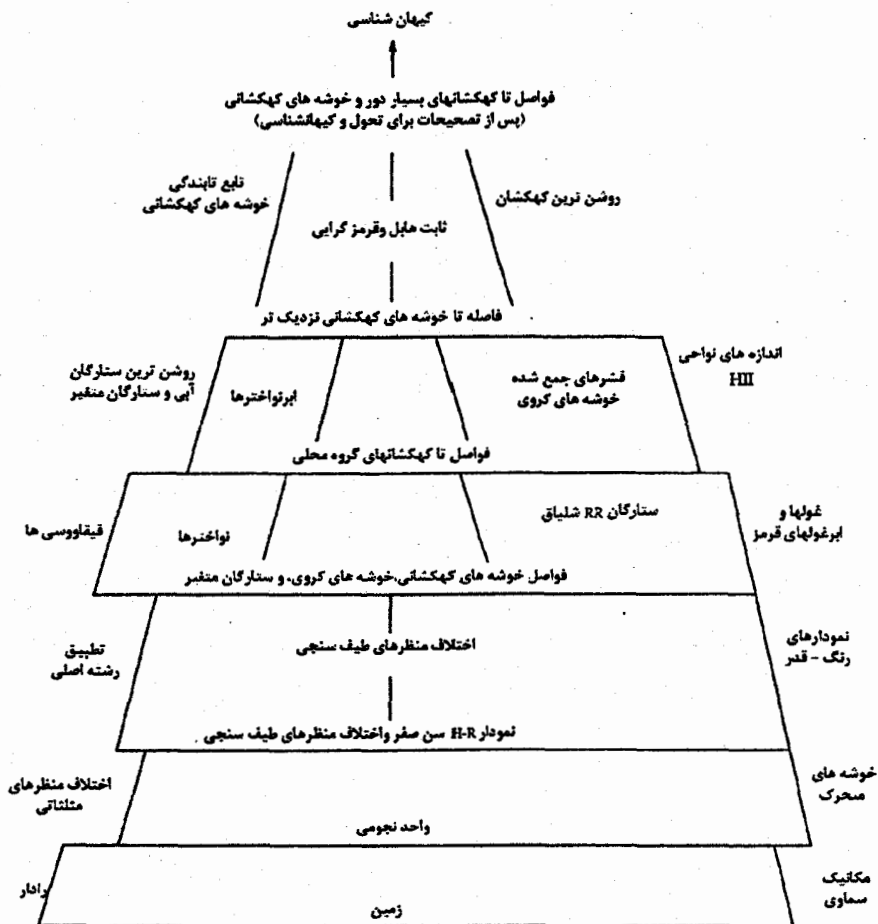 کیهان شناسی
فواصل تا کهکشانهای بسیار دور و خوشه های کهکشانی
(پس از تصحیحات برای تحول و کیهانشناسی)
تابع تابندگی
خوشه های کهکشانی
روشن ترین کهکشان
ثابت هابل وقرمز گرایی
فاصله تا خوشه های کهکشانی نزدیک تر
اندازه های نواحی
HII
روشن ترین ستارگان
آبی و ستارگان متغیر
ابرنواخترها
قشرهای جمع شده
خوشه های کروی
فواصل تا کهکشانهای گروه محلی
قیقاووسی ها
نواخترها
ستارگان RR شلیاق
غولها و
ابرغولهای قرمز
فواصل خوشه های کهکشانی،خوشه های کروی، و ستارگان متغیر
تطبیق
رشته اصلی
اختلاف منظرهای طیف سنجی
نمودارهای
رنگ - قدر
نمودار H-R سن صفر واختلاف منظرهای طیف سنجی
اختلاف منظرهای
مثلثاتی
خوشه های
متحرک
واحد نجومی
رادار
زمین
مکانیک
سماوی